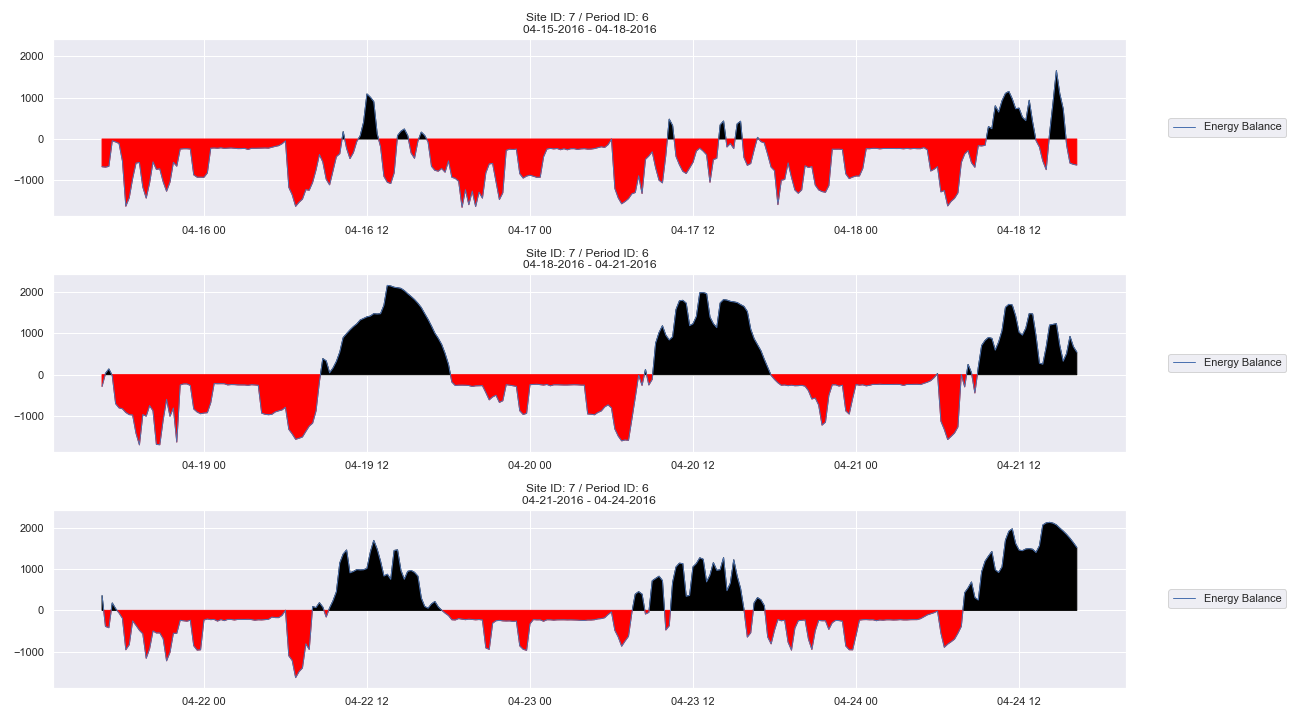 Site ID: 7 / Period ID: 6
04-15-2016 - 04-18-2016
2000
1000
0
−1000
04-16 00 04-16 12 04-17 00 04-17 12 04-18 00 04-18 12
Energy Balance
Site ID: 7 / Period ID: 6
04-18-2016 - 04-21-2016
2000
1000
0
−1000
04-19 00 04-19 12 04-20 00 04-20 12 04-21 00 04-21 12
Energy Balance
Site ID: 7 / Period ID: 6
04-21-2016 - 04-24-2016
2000
1000
0
−1000
04-22 00 04-22 12 04-23 00 04-23 12 04-24 00 04-24 12
Energy Balance